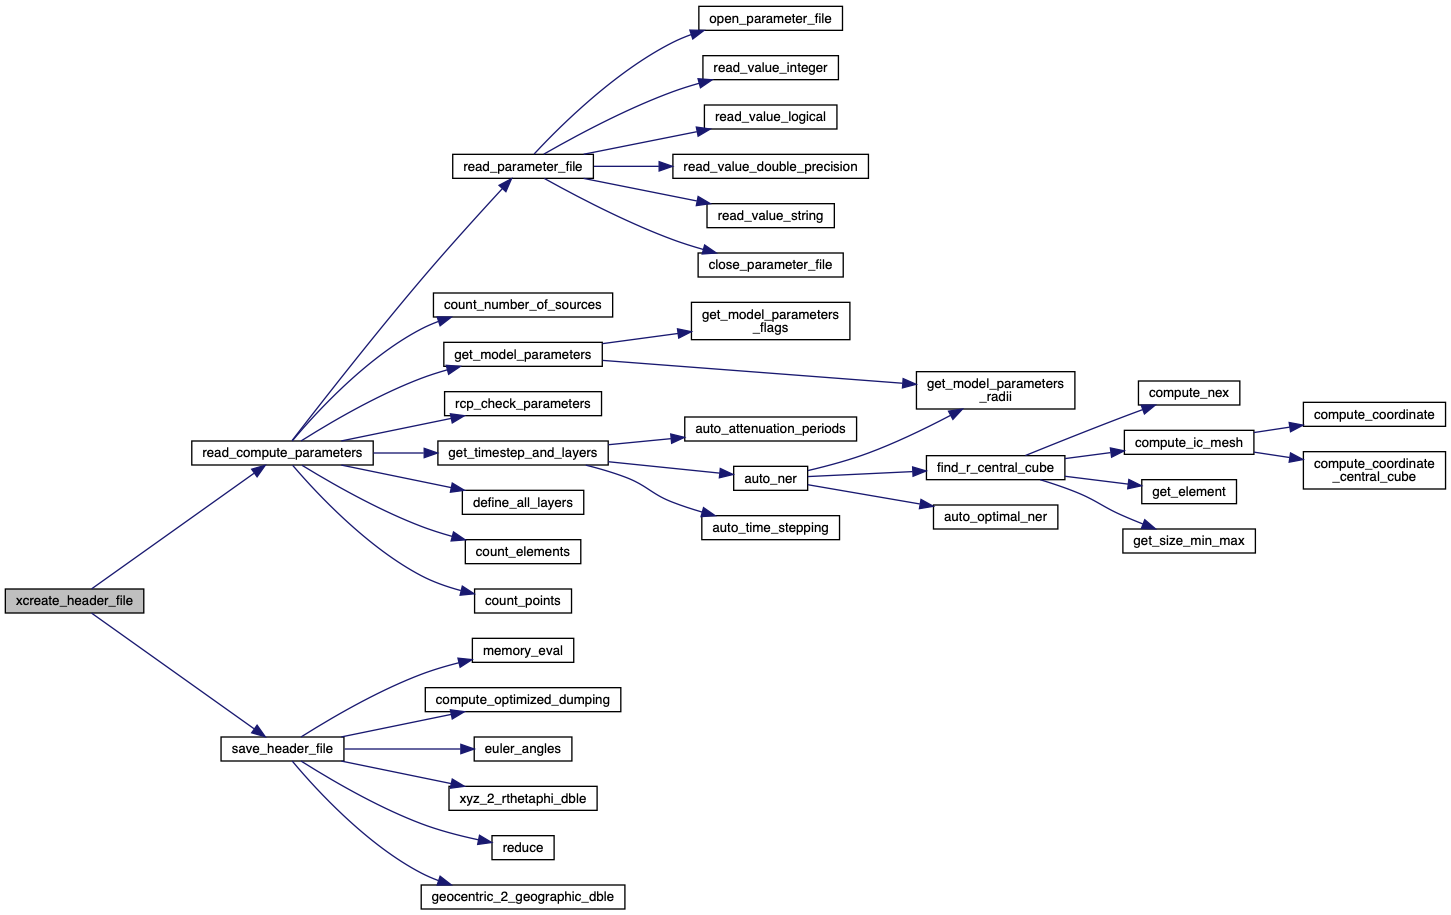 open_parameter_file
read_value_integer
read_value_logical
read_parameter_file
read_value_double_precision
read_value_string
close_parameter_file
count_number_of_sources
get_model_parameters
_flags
get_model_parameters
get_model_parameters
_radii
compute_nex
rcp_check_parameters
compute_coordinate
auto_attenuation_periods
compute_ic_mesh
read_compute_parameters
get_timestep_and_layers
find_r_central_cube
compute_coordinate
_central_cube
auto_ner
get_element
define_all_layers
auto_optimal_ner
auto_time_stepping
get_size_min_max
count_elements
xcreate_header_file
count_points
memory_eval
compute_optimized_dumping
save_header_file
euler_angles
xyz_2_rthetaphi_dble
reduce
geocentric_2_geographic_dble